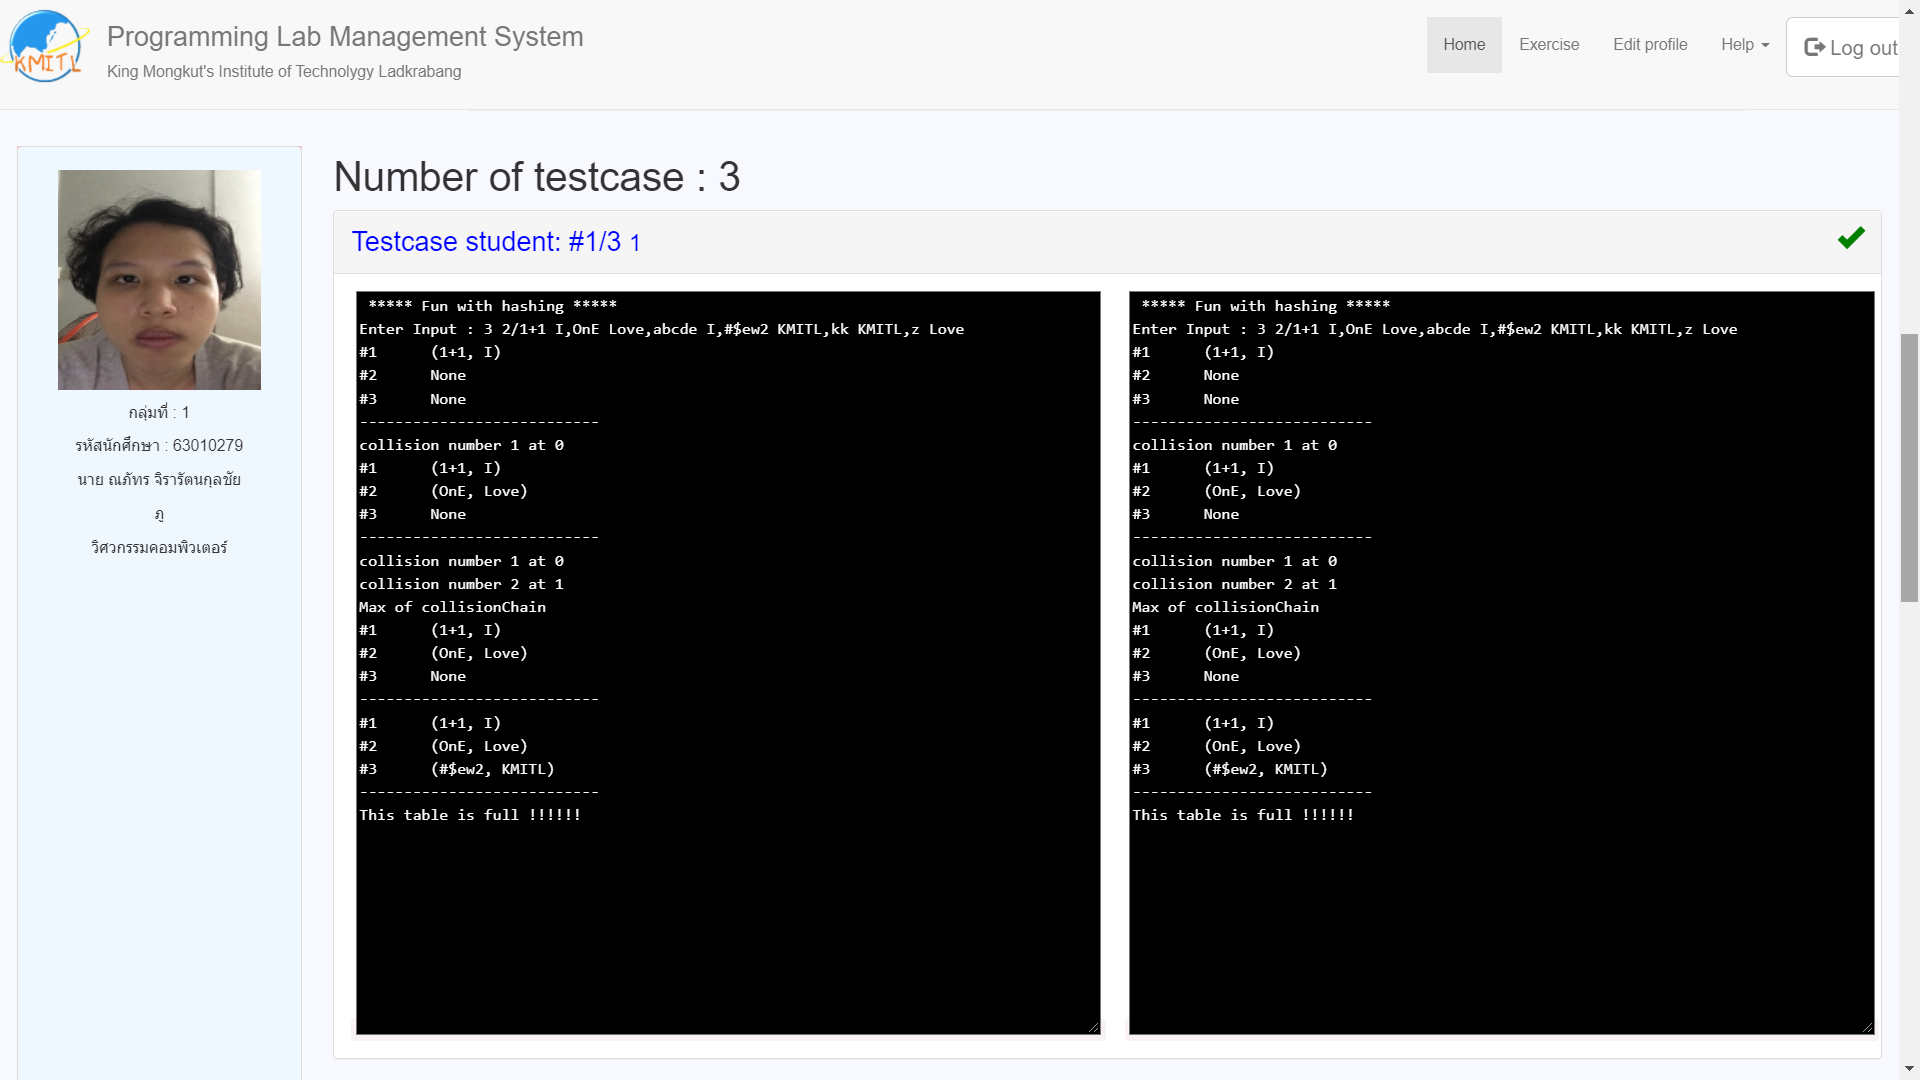 KMITL
Programming Lab Management System
King Mongkut's Institute of Technolygy Ladkrabang
Home
Exercise
Edit profile
Help
Log out
กลุ่มที่ : 1
รหัสนักศึกษา : 63010279
นาย ณภัทร จิรารัตนกุลชัย
ภู
วิศวกรรมคอมพิวเตอร์
Number of testcase : 3
Testcase student: #1/3 1
***** Fun with hashing *****
Enter Input : 3 2/1+1 I,OnE Love,abcde I,#$ew2 KMITL,kk KMITL,z Love
#1 (1+1, I)
#2 None
#3 None
---------------------------
collision number 1 at 0
#1 (1+1, I)
#2 (OnE, Love)
#3 None
---------------------------
collision number 1 at 0
collision number 2 at 1
Max of collisionChain
#1 (1+1, I)
#2 (OnE, Love)
#3 None
---------------------------
#1 (1+1, I)
#2 (OnE, Love)
#3 (#$ew2, KMITL)
---------------------------
This table is full !!!!!!
***** Fun with hashing *****
Enter Input : 3 2/1+1 I,OnE Love,abcde I,#$ew2 KMITL,kk KMITL,z Love
#1 (1+1, I)
#2 None
#3 None
---------------------------
collision number 1 at 0
#1 (1+1, I)
#2 (OnE, Love)
#3 None
---------------------------
collision number 1 at 0
collision number 2 at 1
Max of collisionChain
#1 (1+1, I)
#2 (OnE, Love)
#3 None
---------------------------
#1 (1+1, I)
#2 (OnE, Love)
#3 (#$ew2, KMITL)
---------------------------
This table is full !!!!!!